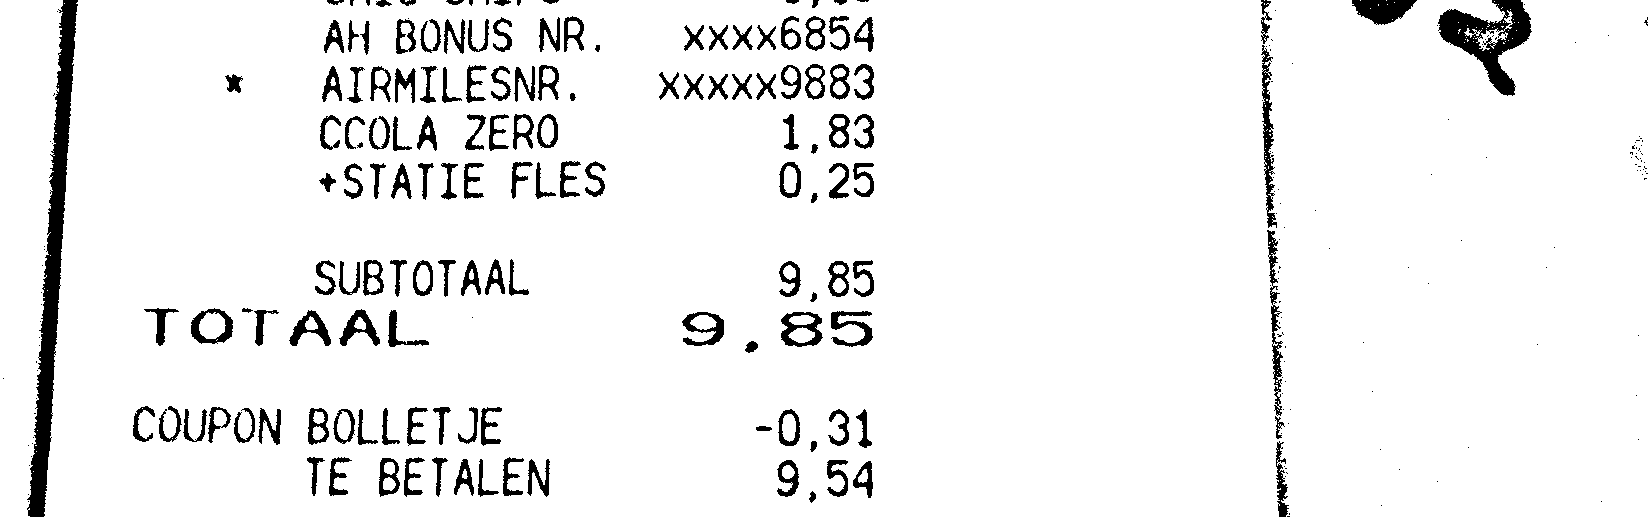 AH BONUS NR. xxxx6854
* AIRMILESNR. xxxxx9883
CCOLA ZERO 1,83
+STATIE FLES 0,25
SUBTOTAAL 9,85
TOTAAL 9.85
COUPON BOLLETJE -0,31
TE BETALEN 9,54